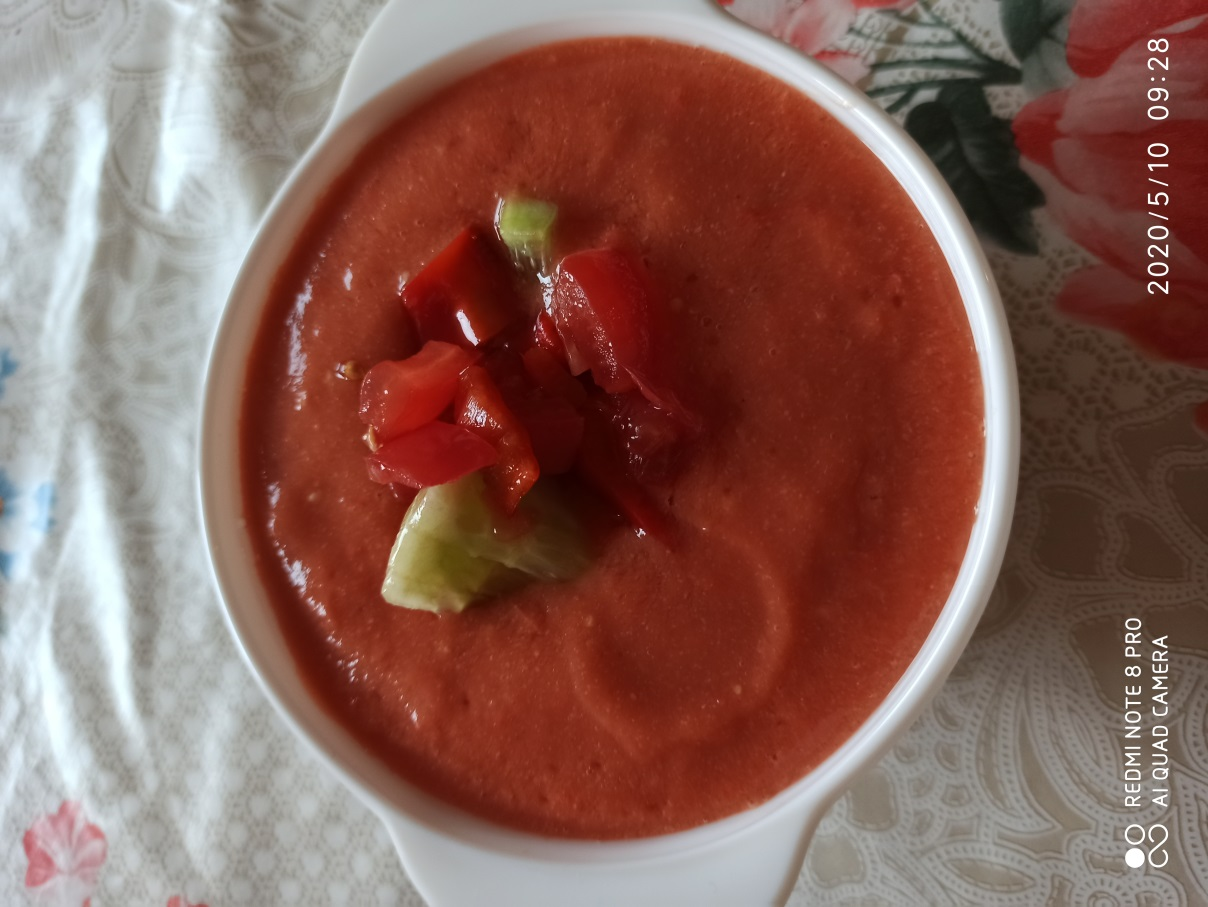 2020/5/10 09:28
REDMI NOTE 8 PRO
AI QUAD CAMERA